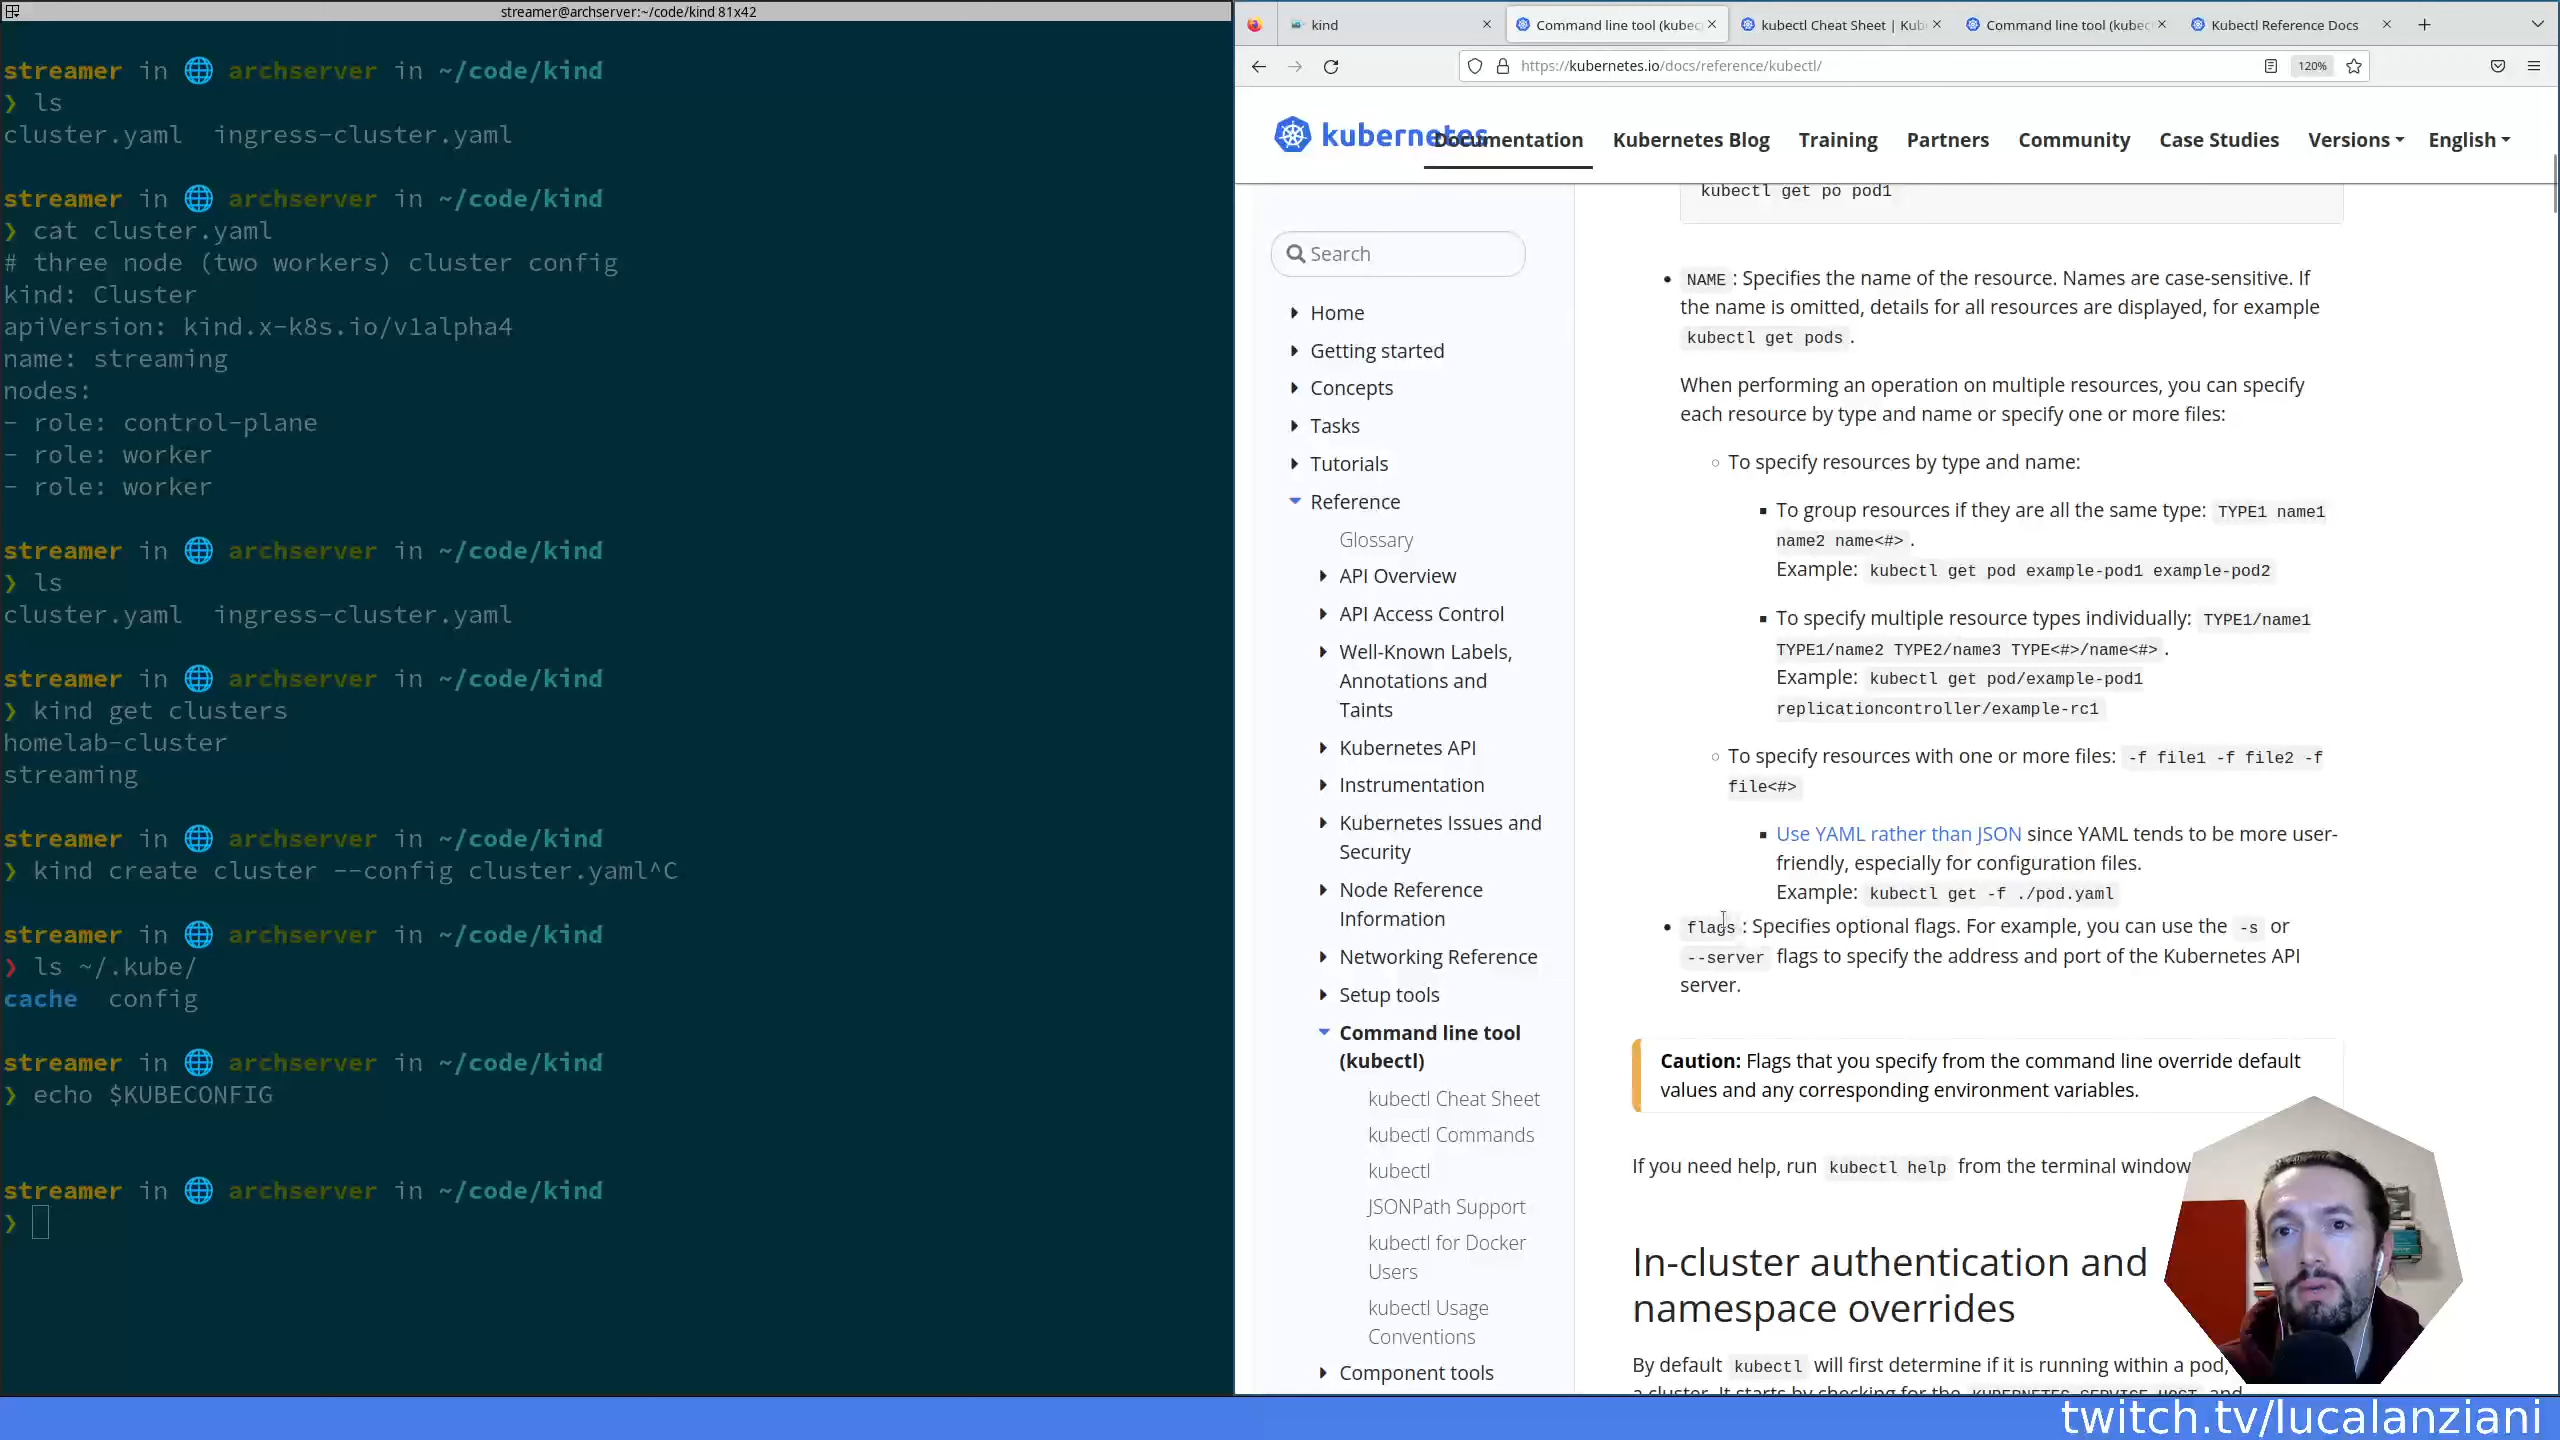 streamer@archserver:~/code/kind 81x42
streamer in archserver in ~/code/kind
❯ ls
cluster.yaml  ingress-cluster.yaml
streamer in archserver in ~/code/kind
❯ cat cluster.yaml
# three node (two workers) cluster config
kind: Cluster
apiVersion: kind.x-k8s.io/v1alpha4
name: streaming
nodes:
- role: control-plane
- role: worker
- role: worker
streamer in archserver in ~/code/kind
❯ ls
cluster.yaml  ingress-cluster.yaml
streamer in archserver in ~/code/kind
❯ kind get clusters
homelab-cluster
streaming
streamer in archserver in ~/code/kind
❯ kind create cluster --config cluster.yaml^C
streamer in archserver in ~/code/kind
❯ ls ~/.kube/
cache  config
streamer in archserver in ~/code/kind
❯ echo $KUBECONFIG
streamer in archserver in ~/code/kind
❯
kind
Command line tool (kubec
kubectl Cheat Sheet | Kub
Command line tool (kubec
Kubectl Reference Docs
https://kubernetes.io/docs/reference/kubectl/
120%
kubernetes
Documentation
Kubernetes Blog
Training
Partners
Community
Case Studies
Versions
English
Search
Home
Getting started
Concepts
Tasks
Tutorials
Reference
Glossary
API Overview
API Access Control
Well-Known Labels,
Annotations and
Taints
Kubernetes API
Instrumentation
Kubernetes Issues and
Security
Node Reference
Information
Networking Reference
Setup tools
Command line tool
(kubectl)
kubectl Cheat Sheet
kubectl Commands
kubectl
JSONPath Support
kubectl for Docker
Users
kubectl Usage
Conventions
Component tools
kubectl get po pod1
• NAME : Specifies the name of the resource. Names are case-sensitive. If
the name is omitted, details for all resources are displayed, for example
kubectl get pods .
When performing an operation on multiple resources, you can specify
each resource by type and name or specify one or more files:
◦ To specify resources by type and name:
▪ To group resources if they are all the same type: TYPE1 name1
name2 name<#> .
Example: kubectl get pod example-pod1 example-pod2
▪ To specify multiple resource types individually: TYPE1/name1
TYPE1/name2 TYPE2/name3 TYPE<#>/name<#> .
Example: kubectl get pod/example-pod1
replicationcontroller/example-rc1
◦ To specify resources with one or more files: -f file1 -f file2 -f
file<#>
▪ Use YAML rather than JSON since YAML tends to be more user-
friendly, especially for configuration files.
Example: kubectl get -f ./pod.yaml
• flags : Specifies optional flags. For example, you can use the -s or
--server flags to specify the address and port of the Kubernetes API
server.
Caution: Flags that you specify from the command line override default
values and any corresponding environment variables.
If you need help, run kubectl help from the terminal window
In-cluster authentication and
namespace overrides
By default kubectl will first determine if it is running within a pod,
a cluster. It starts by checking for the KUBERNETES_SERVICE_HOST and
twitch.tv/lucalanziani